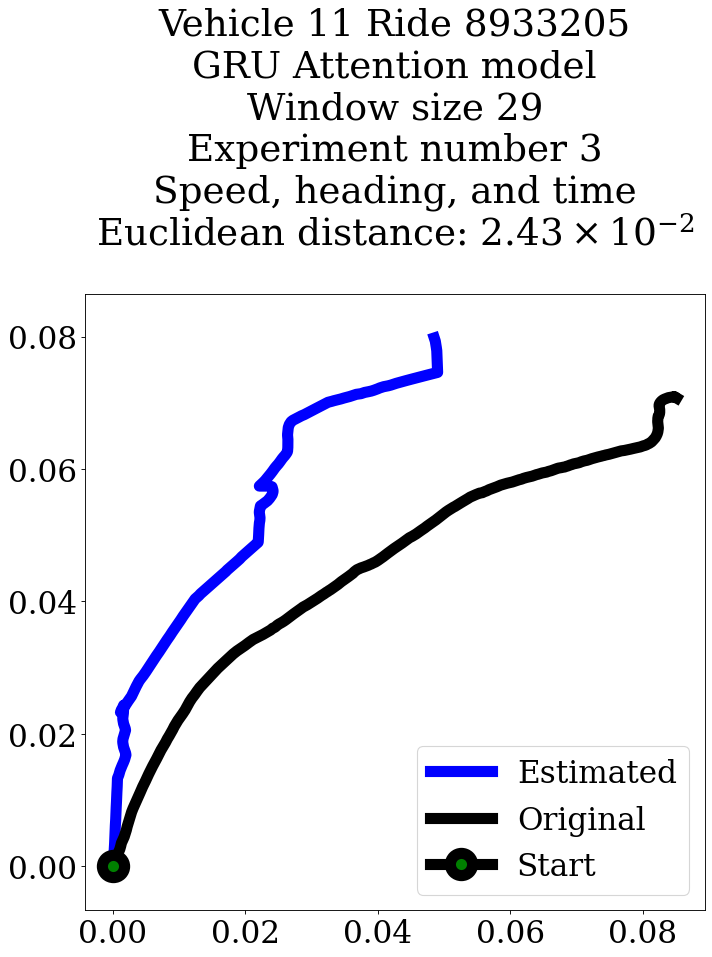 Vehicle 11 Ride 8933205
GRU Attention model
Window size 29
Experiment number 3
Speed, heading, and time
Euclidean distance: 2.43 × 10⁻²
0.08
0.06
0.04
0.02
0.00
Estimated
Original
Start
0.00 0.02 0.04 0.06 0.08